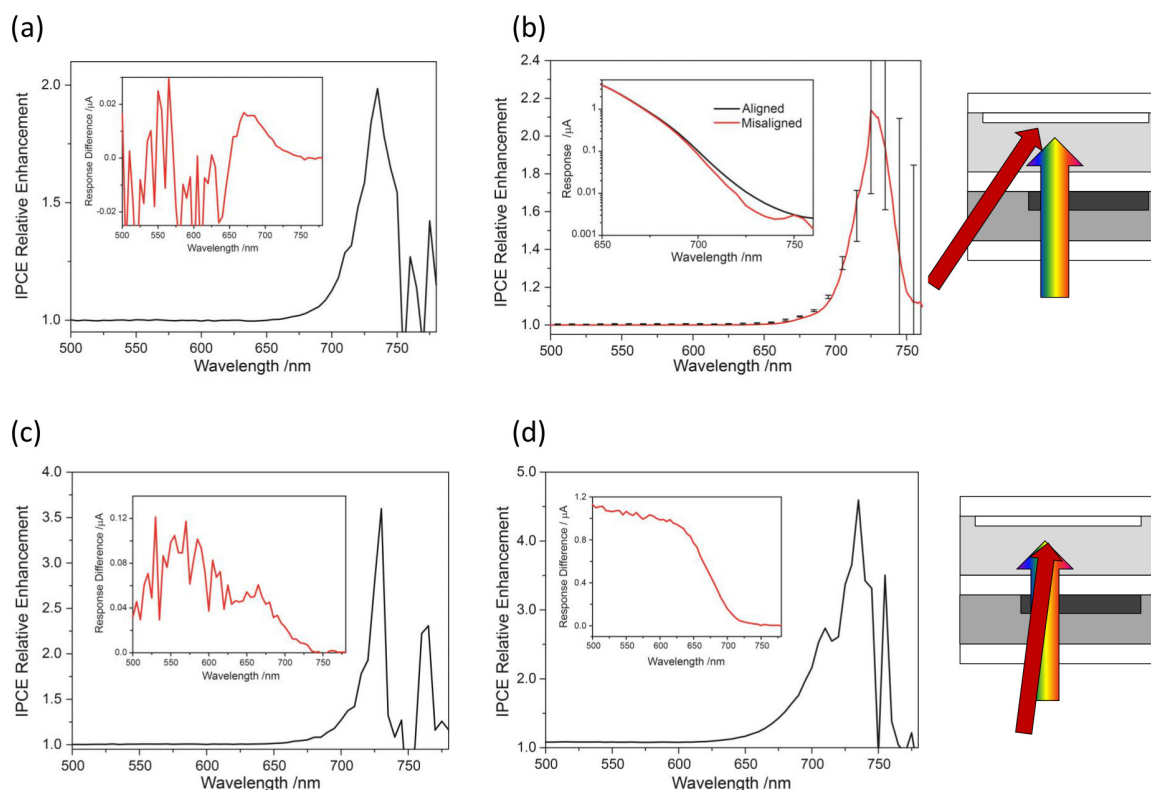 (a)
IPCE Relative Enhancement
2.0
1.5
1.0
500 550 600 650 700 750
Wavelength /nm
Response Difference /μA
0.02
0.00
-0.02
500 550 600 650 700 750
Wavelength /nm
(b)
IPCE Relative Enhancement
2.4
2.2
2.0
1.8
1.6
1.4
1.2
1.0
500 550 600 650 700 750
Wavelength /nm
Response /μA
1
0.1
0.01
0.001
650 700 750
Wavelength /nm
Aligned
Misaligned
(c)
IPCE Relative Enhancement
4.0
3.5
3.0
2.5
2.0
1.5
1.0
500 550 600 650 700 750
Wavelength /nm
Response Difference /μA
0.12
0.08
0.04
0.0
500 550 600 650 700 750
Wavelength /nm
(d)
IPCE Relative Enhancement
5.0
4.0
3.0
2.0
1.0
500 550 600 650 700 750
Wavelength /nm
Response Difference / μA
1.2
0.8
0.4
0.0
500 550 600 650 700 750
Wavelength /nm